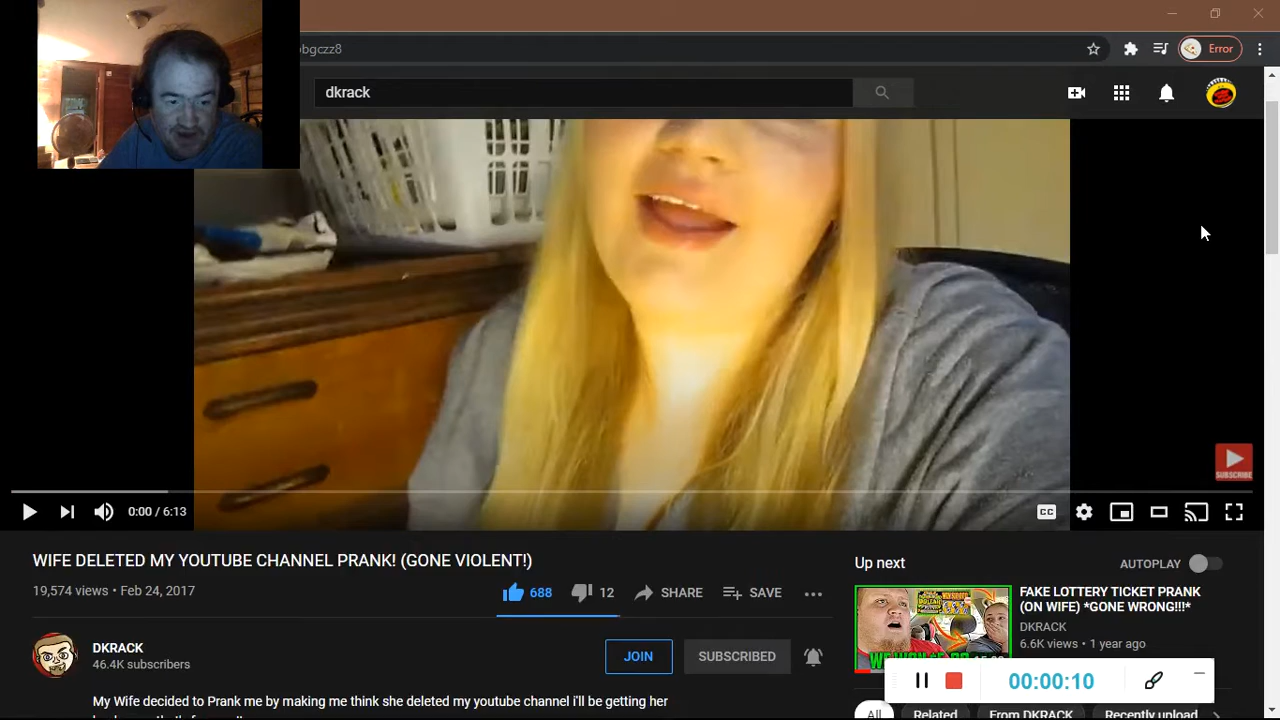 bgczz8
Error
dkrack
SUBSCRIBE
0:00 / 6:13
CC
WIFE DELETED MY YOUTUBE CHANNEL PRANK! (GONE VIOLENT!)
19,574 views • Feb 24, 2017
688
12
SHARE
SAVE
DKRACK
46.4K subscribers
JOIN
SUBSCRIBED
My Wife decided to Prank me by making me think she deleted my youtube channel i'll be getting her
Up next
AUTOPLAY
FAKE LOTTERY TICKET PRANK
(ON WIFE) *GONE WRONG!!!*
DKRACK
6.6K views • 1 year ago
00:00:10
All
Related
From DKRACK
Recently upload